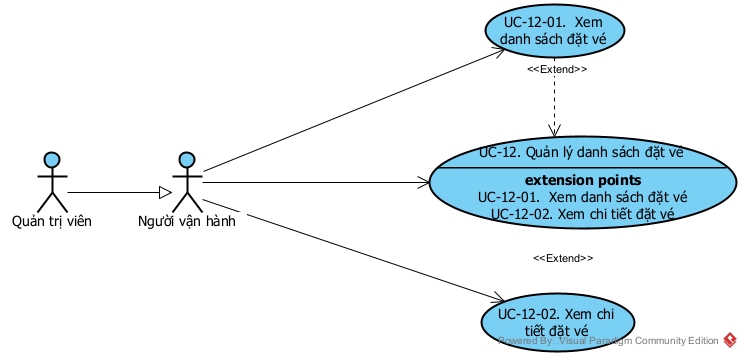 UC-12-01. Xem
danh sách đặt vé
<<Extend>>
UC-12. Quản lý danh sách đặt vé
extension points
UC-12-01. Xem danh sách đặt vé
UC-12-02. Xem chi tiết đặt vé
Quản trị viên
Người vận hành
<<Extend>>
UC-12-02. Xem chi
tiết đặt vé
Powered By: Visual Paradigm Community Edition